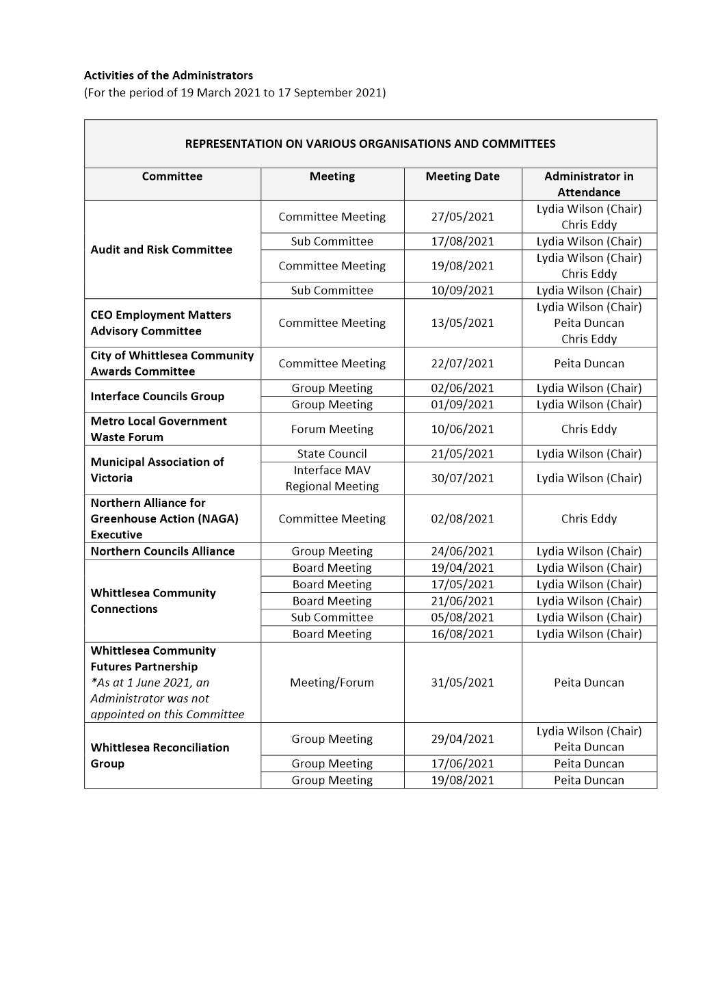 Activities of the Administrators
(For the period of 19 March 2021 to 17 September 2021)
REPRESENTATION ON VARIOUS ORGANISATIONS AND COMMITTEES
Committee Meeting Meeting Date Administrator in
Attendance
Audit and Risk Committee
Committee Meeting 27/05/2021 Lydia Wilson (Chair)
Chris Eddy
Sub Committee 17/08/2021 Lydia Wilson (Chair)
Committee Meeting 19/08/2021 Lydia Wilson (Chair)
Chris Eddy
Sub Committee 10/09/2021 Lydia Wilson (Chair)
CEO Employment Matters
Advisory Committee
Committee Meeting 13/05/2021 Lydia Wilson (Chair)
Peita Duncan
Chris Eddy
City of Whittlesea Community
Awards Committee
Committee Meeting 22/07/2021 Peita Duncan
Interface Councils Group
Group Meeting 02/06/2021 Lydia Wilson (Chair)
Group Meeting 01/09/2021 Lydia Wilson (Chair)
Metro Local Government
Waste Forum
Forum Meeting 10/06/2021 Chris Eddy
Municipal Association of
Victoria
State Council 21/05/2021 Lydia Wilson (Chair)
Interface MAV
Regional Meeting
30/07/2021 Lydia Wilson (Chair)
Northern Alliance for
Greenhouse Action (NAGA)
Executive
Committee Meeting 02/08/2021 Chris Eddy
Northern Councils Alliance Group Meeting 24/06/2021 Lydia Wilson (Chair)
Whittlesea Community
Connections
Board Meeting 19/04/2021 Lydia Wilson (Chair)
Board Meeting 17/05/2021 Lydia Wilson (Chair)
Board Meeting 21/06/2021 Lydia Wilson (Chair)
Sub Committee 05/08/2021 Lydia Wilson (Chair)
Board Meeting 16/08/2021 Lydia Wilson (Chair)
Whittlesea Community
Futures Partnership
*As at 1 June 2021, an
Administrator was not
appointed on this Committee
Meeting/Forum 31/05/2021 Peita Duncan
Whittlesea Reconciliation
Group
Group Meeting 29/04/2021 Lydia Wilson (Chair)
Peita Duncan
Group Meeting 17/06/2021 Peita Duncan
Group Meeting 19/08/2021 Peita Duncan